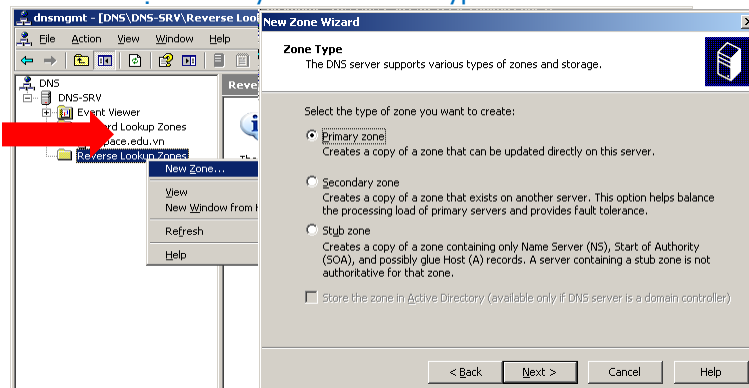 dnsmgmt - [DNS\DNS-SRV\Reverse Look
File Action View Window Help
DNS
DNS-SRV
Event Viewer
rd Lookup Zones
pace.edu.vn
Reverse Lookup Zones
Reve
New Zone...
View
New Window from H
Refresh
Help
New Zone Wizard
Zone Type
The DNS server supports various types of zones and storage.
Select the type of zone you want to create:
Primary zone
Creates a copy of a zone that can be updated directly on this server.
Secondary zone
Creates a copy of a zone that exists on another server. This option helps balance
the processing load of primary servers and provides fault tolerance.
Stub zone
Creates a copy of a zone containing only Name Server (NS), Start of Authority
(SOA), and possibly glue Host (A) records. A server containing a stub zone is not
authoritative for that zone.
Store the zone in Active Directory (available only if DNS server is a domain controller)
< Back Next > Cancel Help